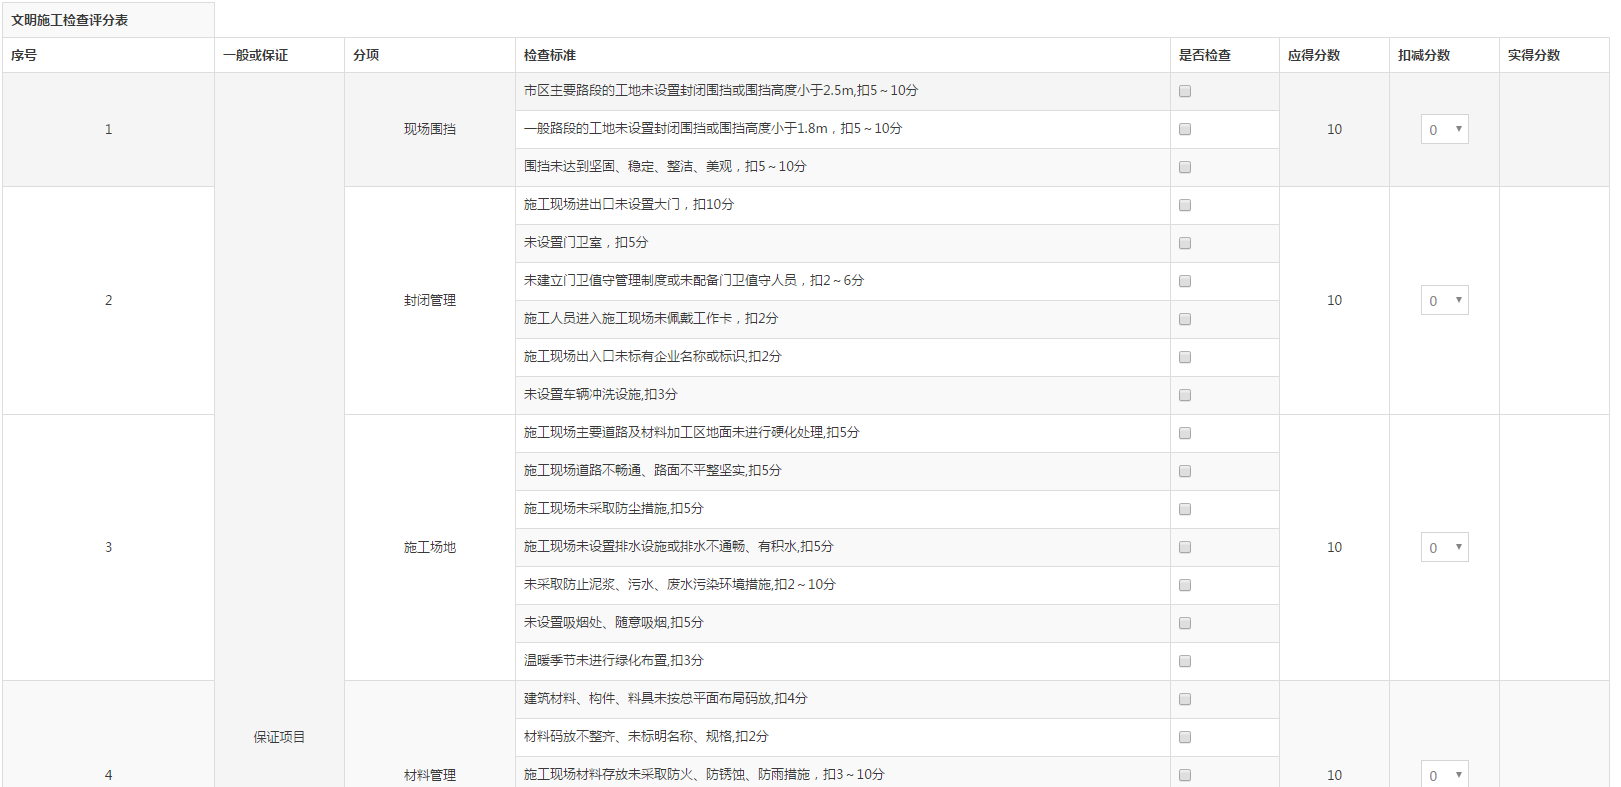 文明施工检查评分表
序号 一般或保证 分项 检查标准 是否检查 应得分数 扣减分数 实得分数
市区主要路段的工地未设置封闭围挡或围挡高度小于2.5m,扣5～10分
1 现场围挡 一般路段的工地未设置封闭围挡或围挡高度小于1.8m，扣5～10分 10 0
围挡未达到坚固、稳定、整洁、美观，扣5～10分
施工现场进出口未设置大门，扣10分
未设置门卫室，扣5分
未建立门卫值守管理制度或未配备门卫值守人员，扣2～6分
2 封闭管理 10 0
施工人员进入施工现场未佩戴工作卡，扣2分
施工现场出入口未标有企业名称或标识,扣2分
未设置车辆冲洗设施,扣3分
施工现场主要道路及材料加工区地面未进行硬化处理,扣5分
施工现场道路不畅通、路面不平整坚实,扣5分
施工现场未采取防尘措施,扣5分
3 施工场地 施工现场未设置排水设施或排水不通畅、有积水,扣5分 10 0
未采取防止泥浆、污水、废水污染环境措施,扣2～10分
未设置吸烟处、随意吸烟,扣5分
温暖季节未进行绿化布置,扣3分
建筑材料、构件、料具未按总平面布局码放,扣4分
保证项目 材料码放不整齐、未标明名称、规格,扣2分
4 材料管理 施工现场材料存放未采取防火、防锈蚀、防雨措施，扣3～10分 10 0